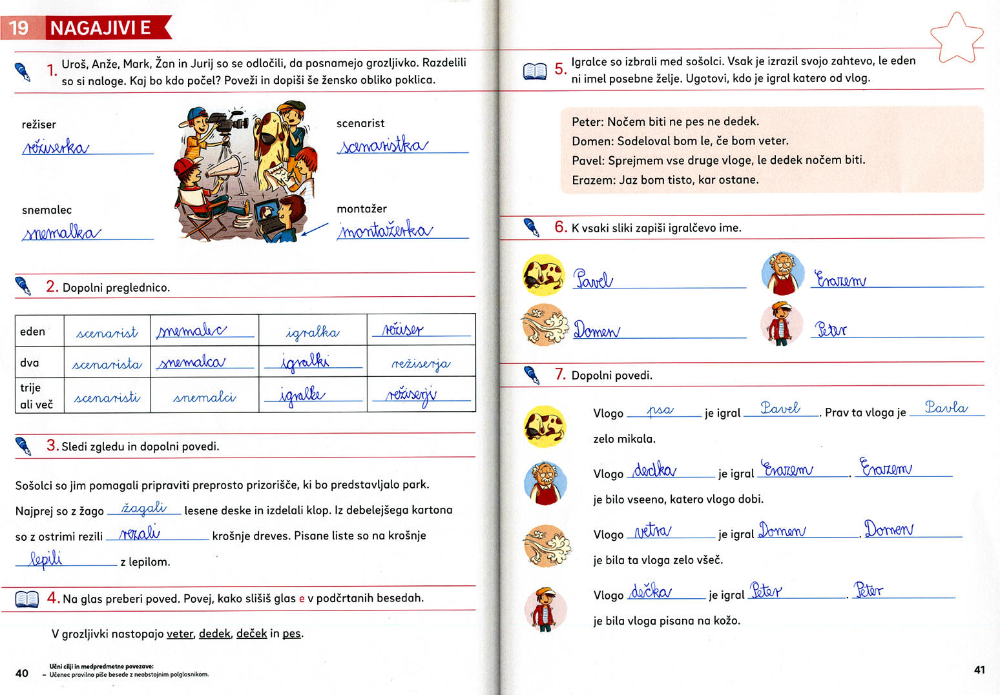 19 NAGAJIVI E
1. Uroš, Anže, Mark, Žan in Jurij so se odločili, da posnamejo grozljivko. Razdelili
so si naloge. Kaj bo kdo počel? Poveži in dopiši še žensko obliko poklica.
režiser
režiserka
scenarist
scenaristka
snemalec
snemalka
montažer
montažerka
2. Dopolni preglednico.
eden scenarist snemalec igralka režiser
dva scenarista snemalca igralki režiserja
trije
ali več scenaristi snemalci igralke režiserji
3. Sledi zgledu in dopolni povedi.
Sošolci so jim pomagali pripraviti preprosto prizorišče, ki bo predstavljalo park.
Najprej so z žago žagali lesene deske in izdelali klop. Iz debelejšega kartona
so z ostrimi rezili rezali krošnje dreves. Pisane liste so na krošnje
lepili z lepilom.
4. Na glas preberi poved. Povej, kako slišiš glas e v podčrtanih besedah.
V grozljivki nastopajo veter, dedek, deček in pes.
Učni cilji in medpredmetne povezave:
– Učenec pravilno piše besede z neobstojnim polglasnikom.
40
5. Igralce so izbrali med sošolci. Vsak je izrazil svojo zahtevo, le eden
ni imel posebne želje. Ugotovi, kdo je igral katero od vlog.
Peter: Nočem biti ne pes ne dedek.
Domen: Sodeloval bom le, če bom veter.
Pavel: Sprejmem vse druge vloge, le dedek nočem biti.
Erazem: Jaz bom tisto, kar ostane.
6. K vsaki sliki zapiši igralčevo ime.
Pavel Erazem
Domen Peter
7. Dopolni povedi.
Vlogo psa je igral Pavel. Prav ta vloga je Pavla
zelo mikala.
Vlogo dedka je igral Erazem. Erazem
je bilo vseeno, katero vlogo dobi.
Vlogo vetra je igral Domen. Domen
je bila ta vloga zelo všeč.
Vlogo dečka je igral Peter. Peter
je bila vloga pisana na kožo.
41